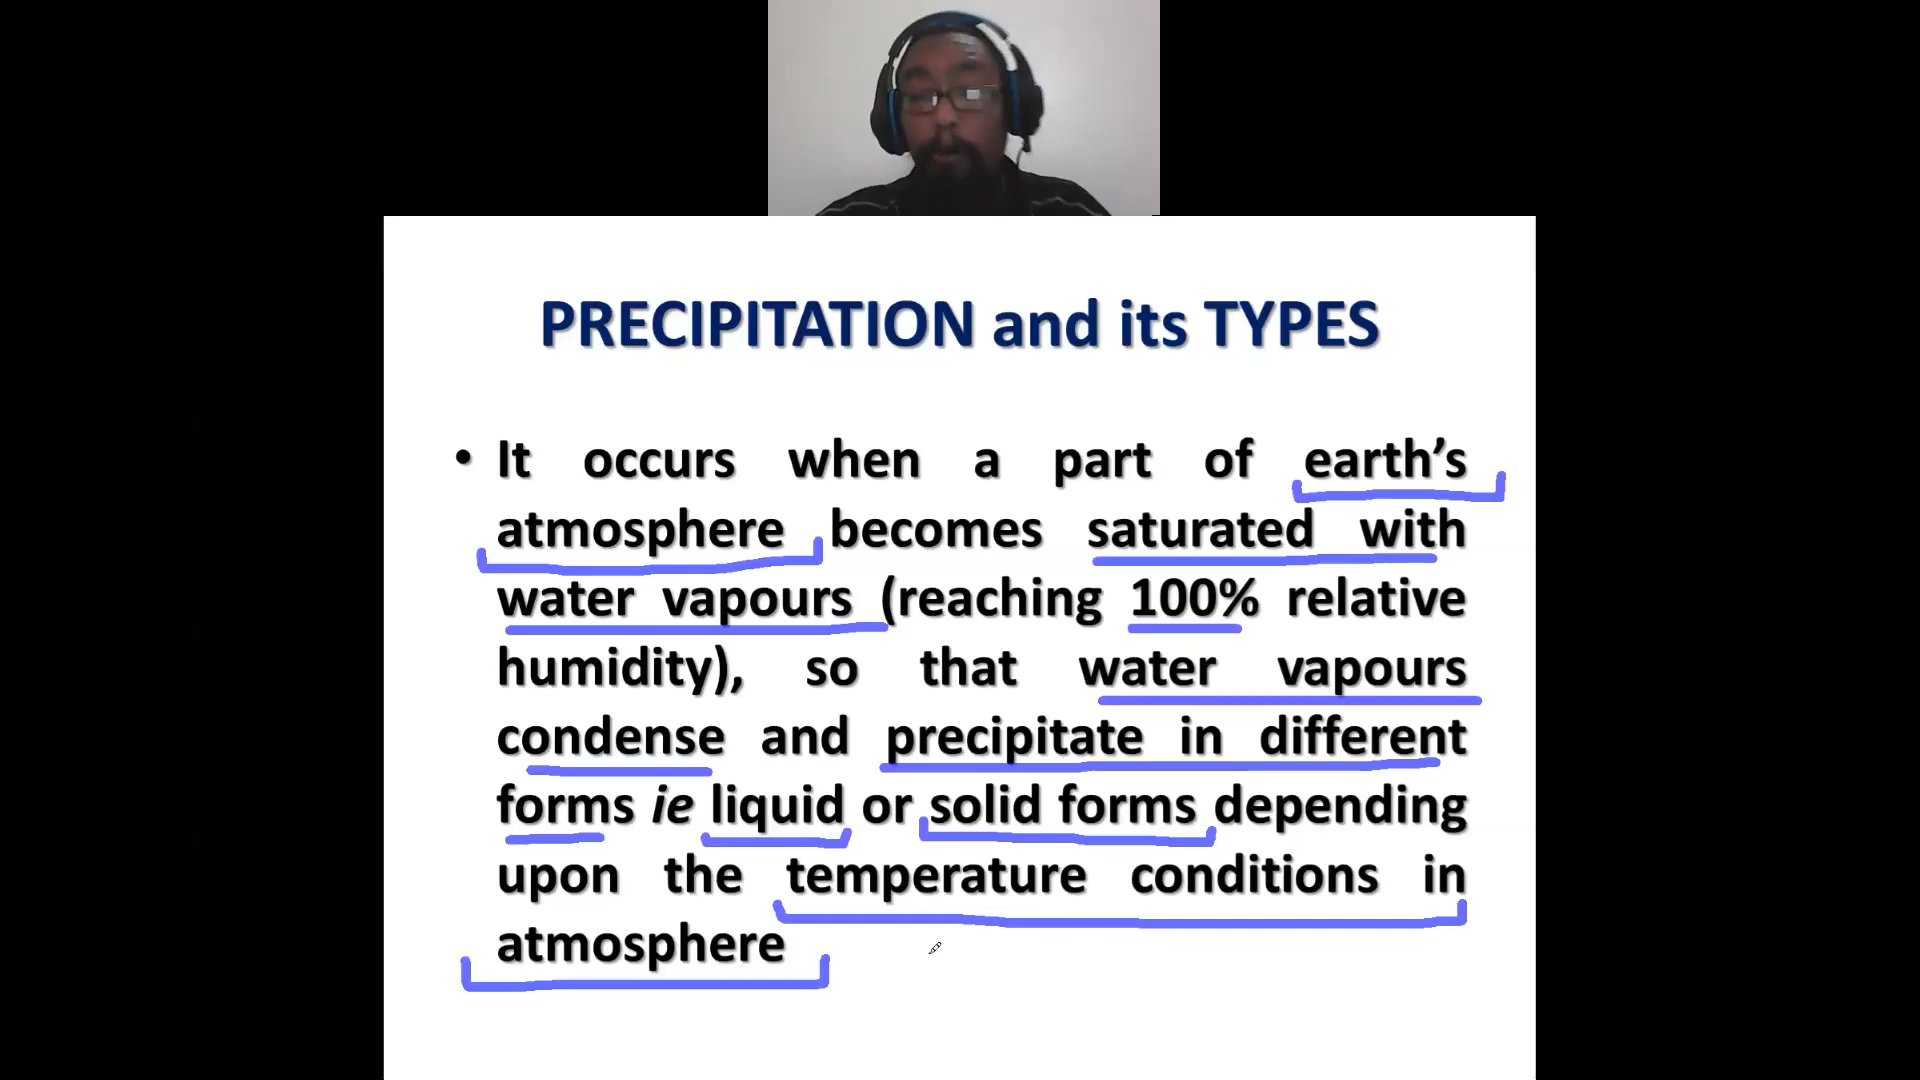 PRECIPITATION and its TYPES
• It occurs when a part of earth’s
atmosphere becomes saturated with
water vapours (reaching 100% relative
humidity), so that water vapours
condense and precipitate in different
forms ie liquid or solid forms depending
upon the temperature conditions in
atmosphere